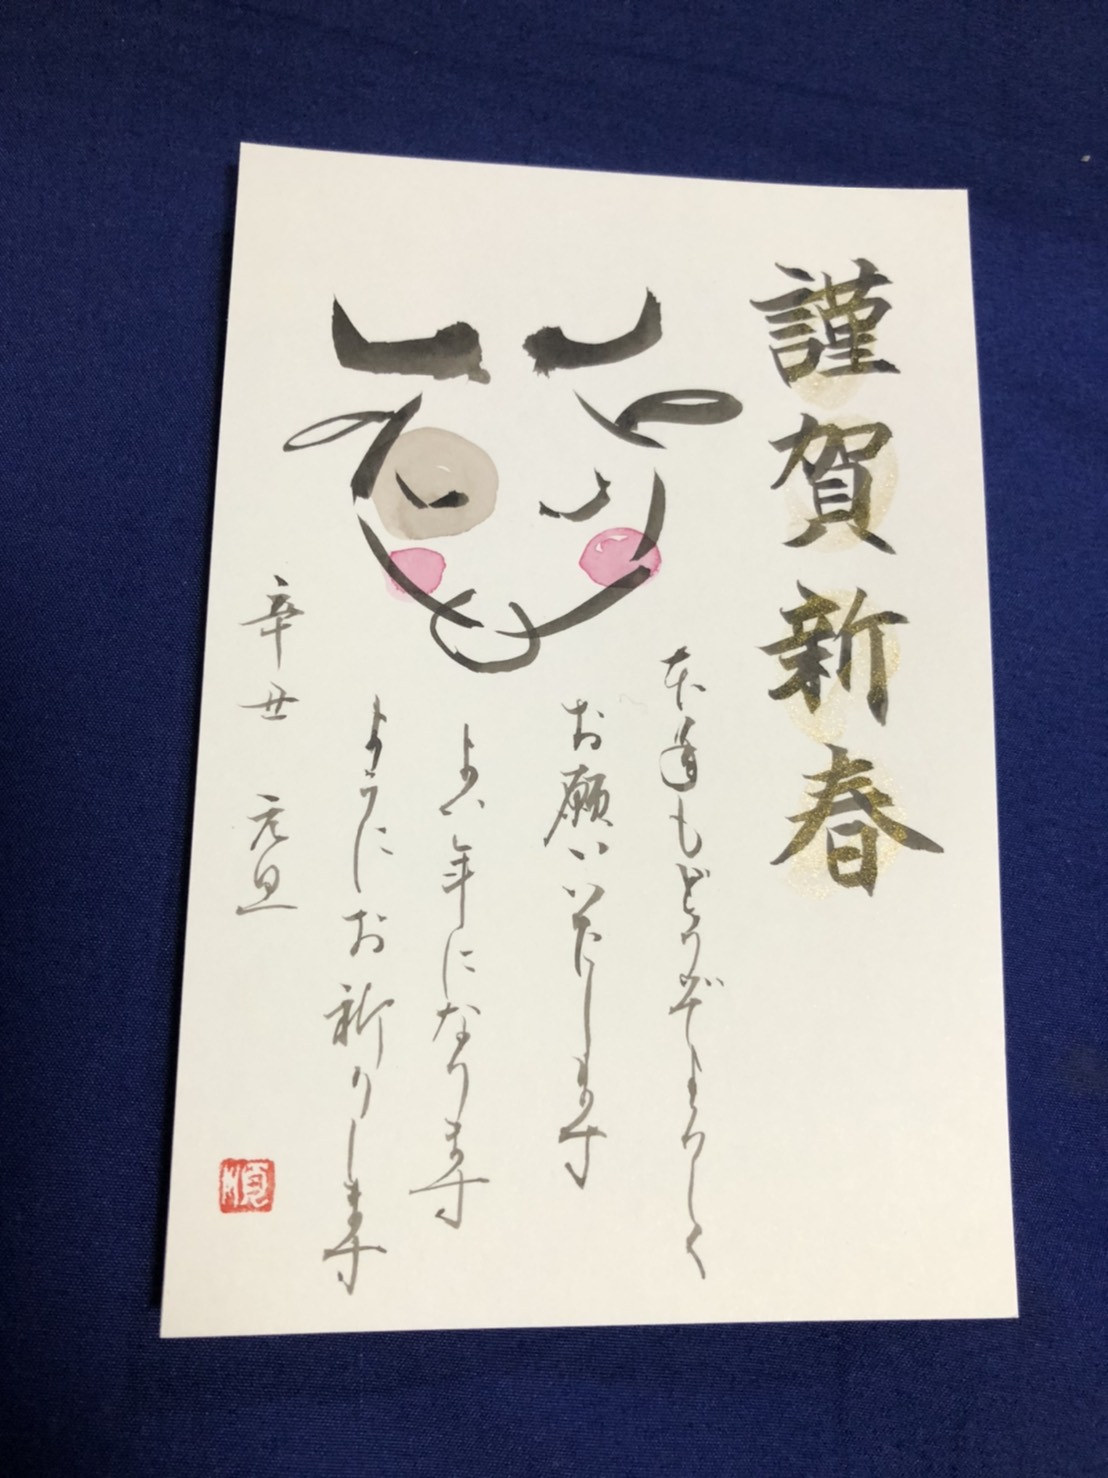 謹賀新春
本年もどうぞよろしく
お願いいたします
よい年になります
ようにお祈りします
辛丑 元旦
順